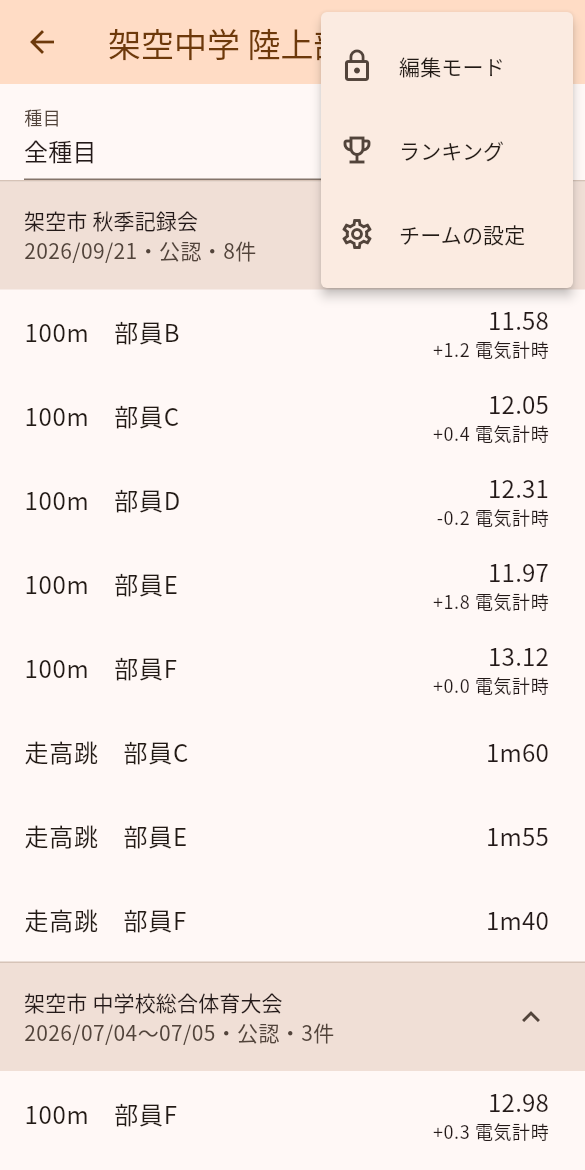 架空中学 陸上部
編集モード
ランキング
チームの設定
種目
全種目
架空市 秋季記録会
2026/09/21・公認・8件
100m 部員B 11.58
+1.2 電気計時
100m 部員C 12.05
+0.4 電気計時
100m 部員D 12.31
-0.2 電気計時
100m 部員E 11.97
+1.8 電気計時
100m 部員F 13.12
+0.0 電気計時
走高跳 部員C 1m60
走高跳 部員E 1m55
走高跳 部員F 1m40
架空市 中学校総合体育大会
2026/07/04～07/05・公認・3件
100m 部員F 12.98
+0.3 電気計時